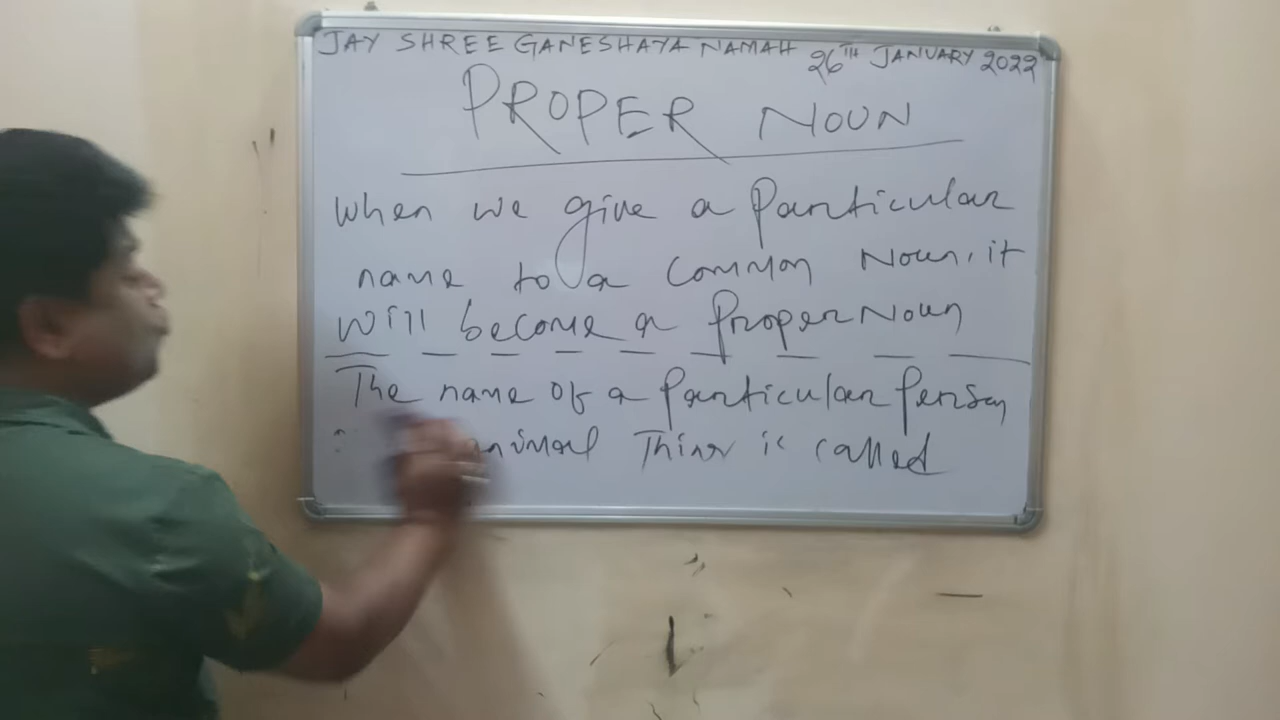 JAY SHREE GANESHAYA NAMAH 26TH JANUARY 2022
PROPER NOUN
When we give a Particular
name to a common Noun, it
will become a Proper Noun
The name of a Particular Person
animal Thing is called